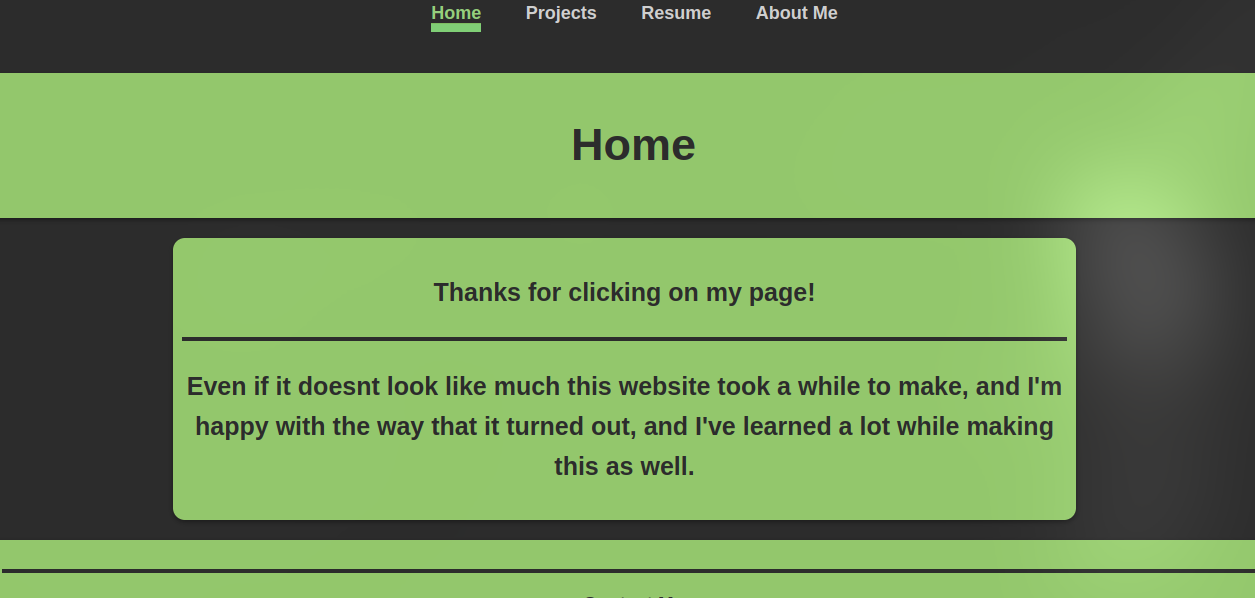 Home Projects Resume About Me
Home
Thanks for clicking on my page!
Even if it doesnt look like much this website took a while to make, and I'm
happy with the way that it turned out, and I've learned a lot while making
this as well.